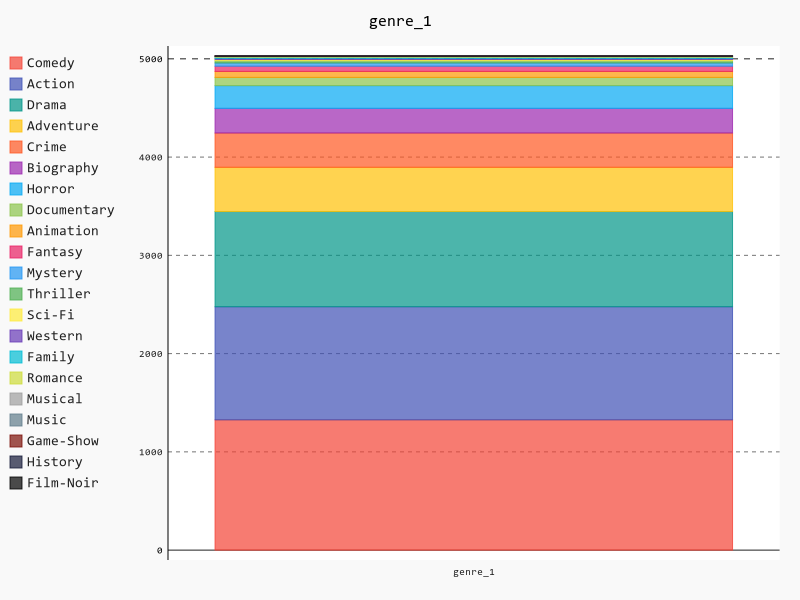 genre_1
Comedy
Action
Drama
Adventure
Crime
Biography
Horror
Documentary
Animation
Fantasy
Mystery
Thriller
Sci-Fi
Western
Family
Romance
Musical
Music
Game-Show
History
Film-Noir
5000
4000
3000
2000
1000
0
genre_1